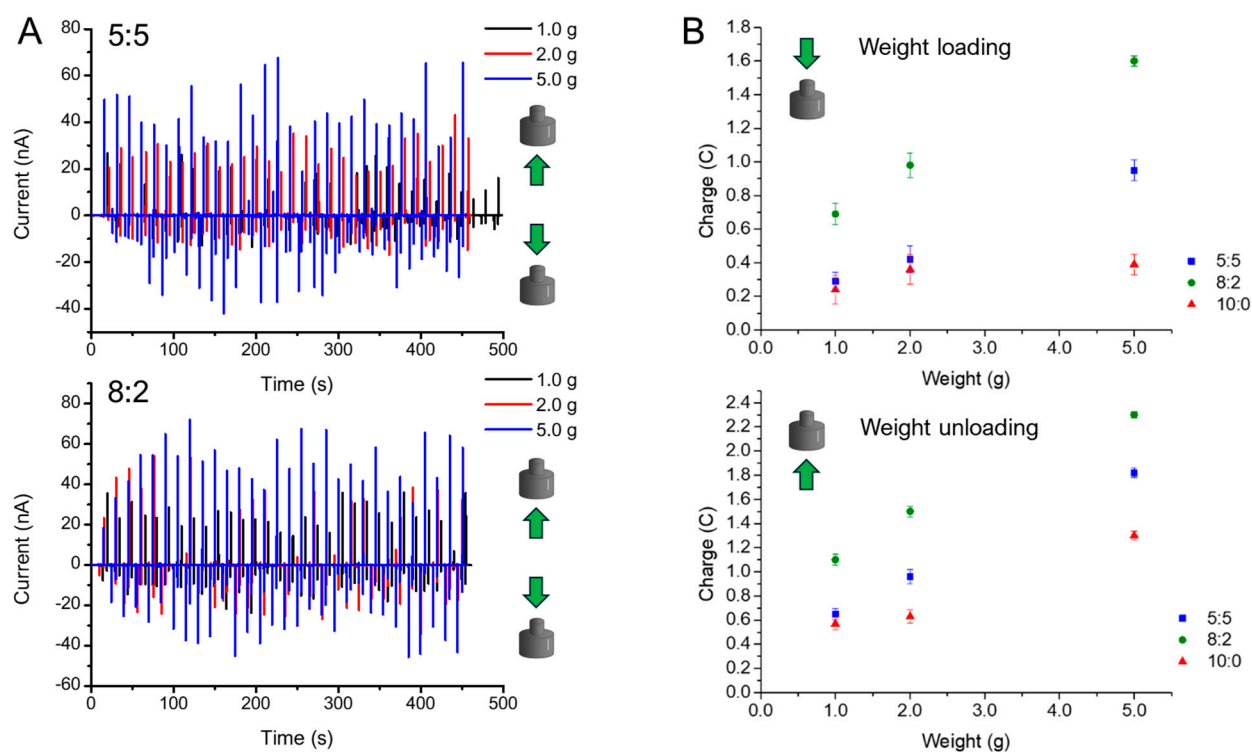 A
5:5
1.0 g
2.0 g
5.0 g
80
60
40
20
0
-20
-40
Current (nA)
0 100 200 300 400 500
Time (s)
8:2
1.0 g
2.0 g
5.0 g
80
60
40
20
0
-20
-40
-60
Current (nA)
0 100 200 300 400 500
Time (s)
B
Weight loading
1.8
1.6
1.4
1.2
1.0
0.8
0.6
0.4
0.2
0.0
Charge (C)
5:5
8:2
10:0
0.0 1.0 2.0 3.0 4.0 5.0
Weight (g)
Weight unloading
2.4
2.2
2.0
1.8
1.6
1.4
1.2
1.0
0.8
0.6
0.4
0.2
0.0
Charge (C)
5:5
8:2
10:0
0.0 1.0 2.0 3.0 4.0 5.0
Weight (g)